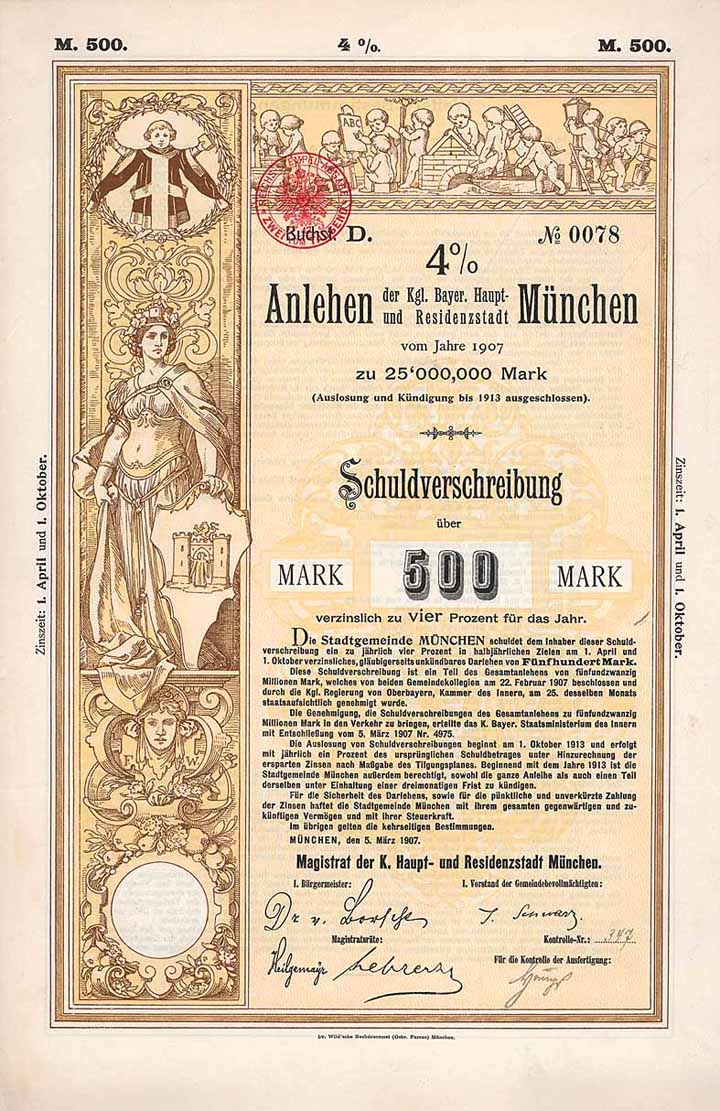 M. 500.
4 %.
M. 500.
ABC
Buchst. D.
No 0078
4%
Anlehen der Kgl. Bayer. Haupt- und Residenzstadt München
vom Jahre 1907
zu 25'000,000 Mark
(Auslosung und Kündigung bis 1913 ausgeschlossen).
Schuldverschreibung
über
MARK 500 MARK
verzinslich zu vier Prozent für das Jahr.
Die Stadtgemeinde MÜNCHEN schuldet dem Inhaber dieser Schuld-
verschreibung ein zu jährlich vier Prozent in halbjährlichen Zielen am 1. April und
1. Oktober verzinsliches, gläubigerseits unkündbares Darlehen von Fünfhundert Mark.
Diese Schuldverschreibung ist ein Teil des Gesamtanlehens von fünfundzwanzig
Millionen Mark, welches von beiden Gemeindekollegien am 22. Februar 1907 beschlossen und
durch die Kgl. Regierung von Oberbayern, Kammer des Innern, am 25. desselben Monats
staatsaufsichtlich genehmigt wurde.
Die Genehmigung, die Schuldverschreibungen des Gesamtanlehens zu fünfundzwanzig
Millionen Mark in den Verkehr zu bringen, erteilte das K. Bayer. Staatsministerium des Innern
mit Entschließung vom 5. März 1907 Nr. 4975.
Die Auslosung von Schuldverschreibungen beginnt am 1. Oktober 1913 und erfolgt
mit jährlich ein Prozent des ursprünglichen Schuldbetrages unter Hinzurechnung der
ersparten Zinsen nach Maßgabe des Tilgungsplanes. Beginnend mit dem Jahre 1913 ist die
Stadtgemeinde München außerdem berechtigt, sowohl die ganze Anleihe als auch einen Teil
derselben unter Einhaltung einer dreimonatigen Frist zu kündigen.
Für die Sicherheit des Darlehens, sowie für die pünktliche und unverkürzte Zahlung
der Zinsen haftet die Stadtgemeinde München mit ihrem gesamten gegenwärtigen und zu-
künftigen Vermögen und mit ihrer Steuerkraft.
Im übrigen gelten die kehrseitigen Bestimmungen.
MÜNCHEN, den 5. März 1907.
Magistrat der K. Haupt- und Residenzstadt München.
I. Bürgermeister:
I. Vorstand der Gemeindebevollmächtigten:
Dr v. Borscht
Magistratsräte:
Kontrolle-Nr.:
Heilgemayr
Für die Kontrolle der Ausfertigung:
F W
Zinszeit: 1. April und 1. Oktober.
Zinszeit: 1. April und 1. Oktober.
Dr. Wild'sche Buchdruckerei (Gebr. Parcus) München.